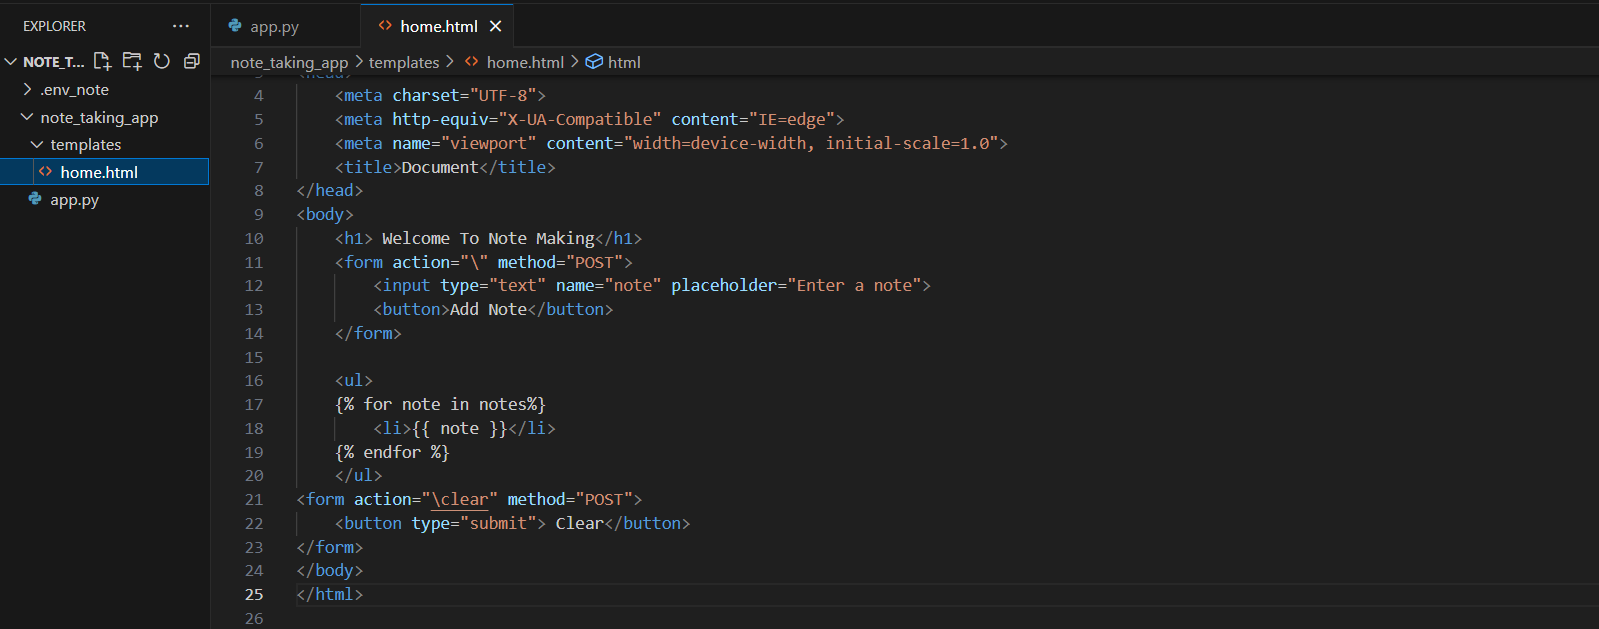 EXPLORER
NOTE_T...
.env_note
note_taking_app
templates
home.html
app.py
app.py
home.html
note_taking_app > templates > home.html > html
3 <head>
4 <meta charset="UTF-8">
5 <meta http-equiv="X-UA-Compatible" content="IE=edge">
6 <meta name="viewport" content="width=device-width, initial-scale=1.0">
7 <title>Document</title>
8 </head>
9 <body>
10 <h1> Welcome To Note Making</h1>
11 <form action="\" method="POST">
12 <input type="text" name="note" placeholder="Enter a note">
13 <button>Add Note</button>
14 </form>
15
16 <ul>
17 {% for note in notes%}
18 <li>{{ note }}</li>
19 {% endfor %}
20 </ul>
21 <form action="\clear" method="POST">
22 <button type="submit"> Clear</button>
23 </form>
24 </body>
25 </html>
26